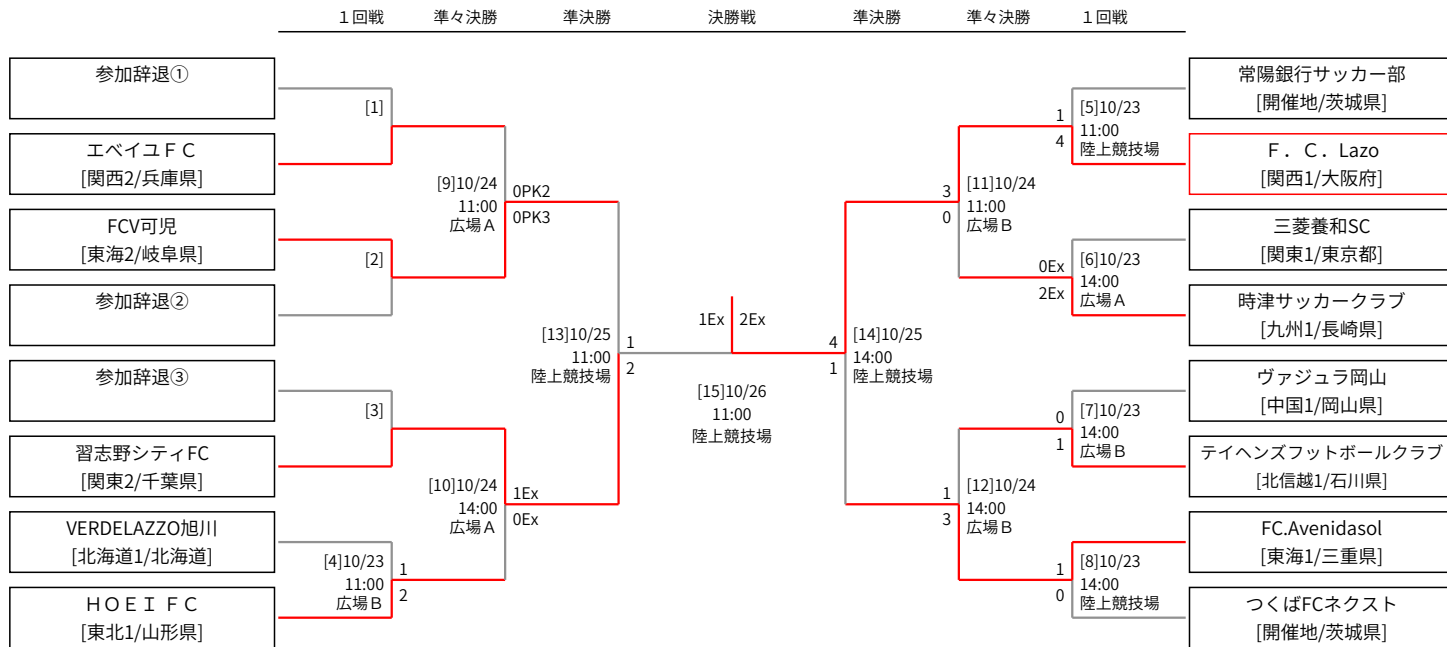 １回戦
準々決勝
準決勝
決勝戦
準決勝
準々決勝
１回戦
参加辞退①
エベイユＦＣ
[関西2/兵庫県]
FCV可児
[東海2/岐阜県]
参加辞退②
参加辞退③
習志野シティFC
[関東2/千葉県]
VERDELAZZO旭川
[北海道1/北海道]
ＨＯＥＩ ＦＣ
[東北1/山形県]
[1]
[2]
[3]
[4]10/23
11:00
広場Ｂ
1
2
[9]10/24
11:00
広場Ａ
0PK2
0PK3
[10]10/24
14:00
広場Ａ
1Ex
0Ex
[13]10/25
11:00
陸上競技場
1
2
1Ex
2Ex
[15]10/26
11:00
陸上競技場
4
1
[14]10/25
14:00
陸上競技場
3
0
[11]10/24
11:00
広場Ｂ
1
3
[12]10/24
14:00
広場Ｂ
1
4
[5]10/23
11:00
陸上競技場
0Ex
2Ex
[6]10/23
14:00
広場Ａ
0
1
[7]10/23
14:00
広場Ｂ
1
0
[8]10/23
14:00
陸上競技場
常陽銀行サッカー部
[開催地/茨城県]
Ｆ．Ｃ．Lazo
[関西1/大阪府]
三菱養和SC
[関東1/東京都]
時津サッカークラブ
[九州1/長崎県]
ヴァジュラ岡山
[中国1/岡山県]
テイヘンズフットボールクラブ
[北信越1/石川県]
FC.Avenidasol
[東海1/三重県]
つくばFCネクスト
[開催地/茨城県]